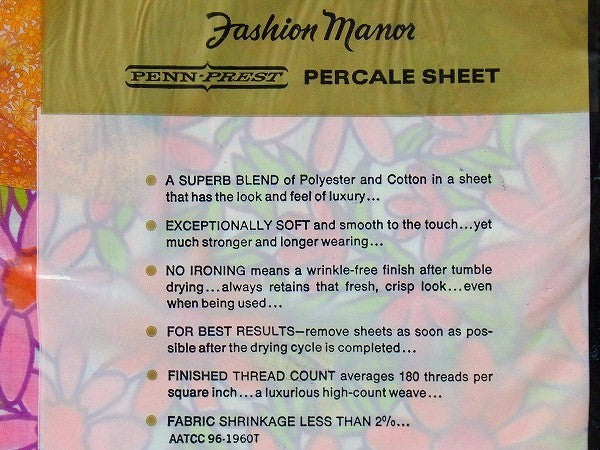 Fashion Manor
PENN-PREST PERCALE SHEET
A SUPERB BLEND of Polyester and Cotton in a sheet
that has the look and feel of luxury...
EXCEPTIONALLY SOFT and smooth to the touch...yet
much stronger and longer wearing...
NO IRONING means a wrinkle-free finish after tumble
drying...always retains that fresh, crisp look...even
when being used...
FOR BEST RESULTS—remove sheets as soon as pos-
sible after the drying cycle is completed...
FINISHED THREAD COUNT averages 180 threads per
square inch...a luxurious high-count weave...
FABRIC SHRINKAGE LESS THAN 2%...
AATCC 96-1960T